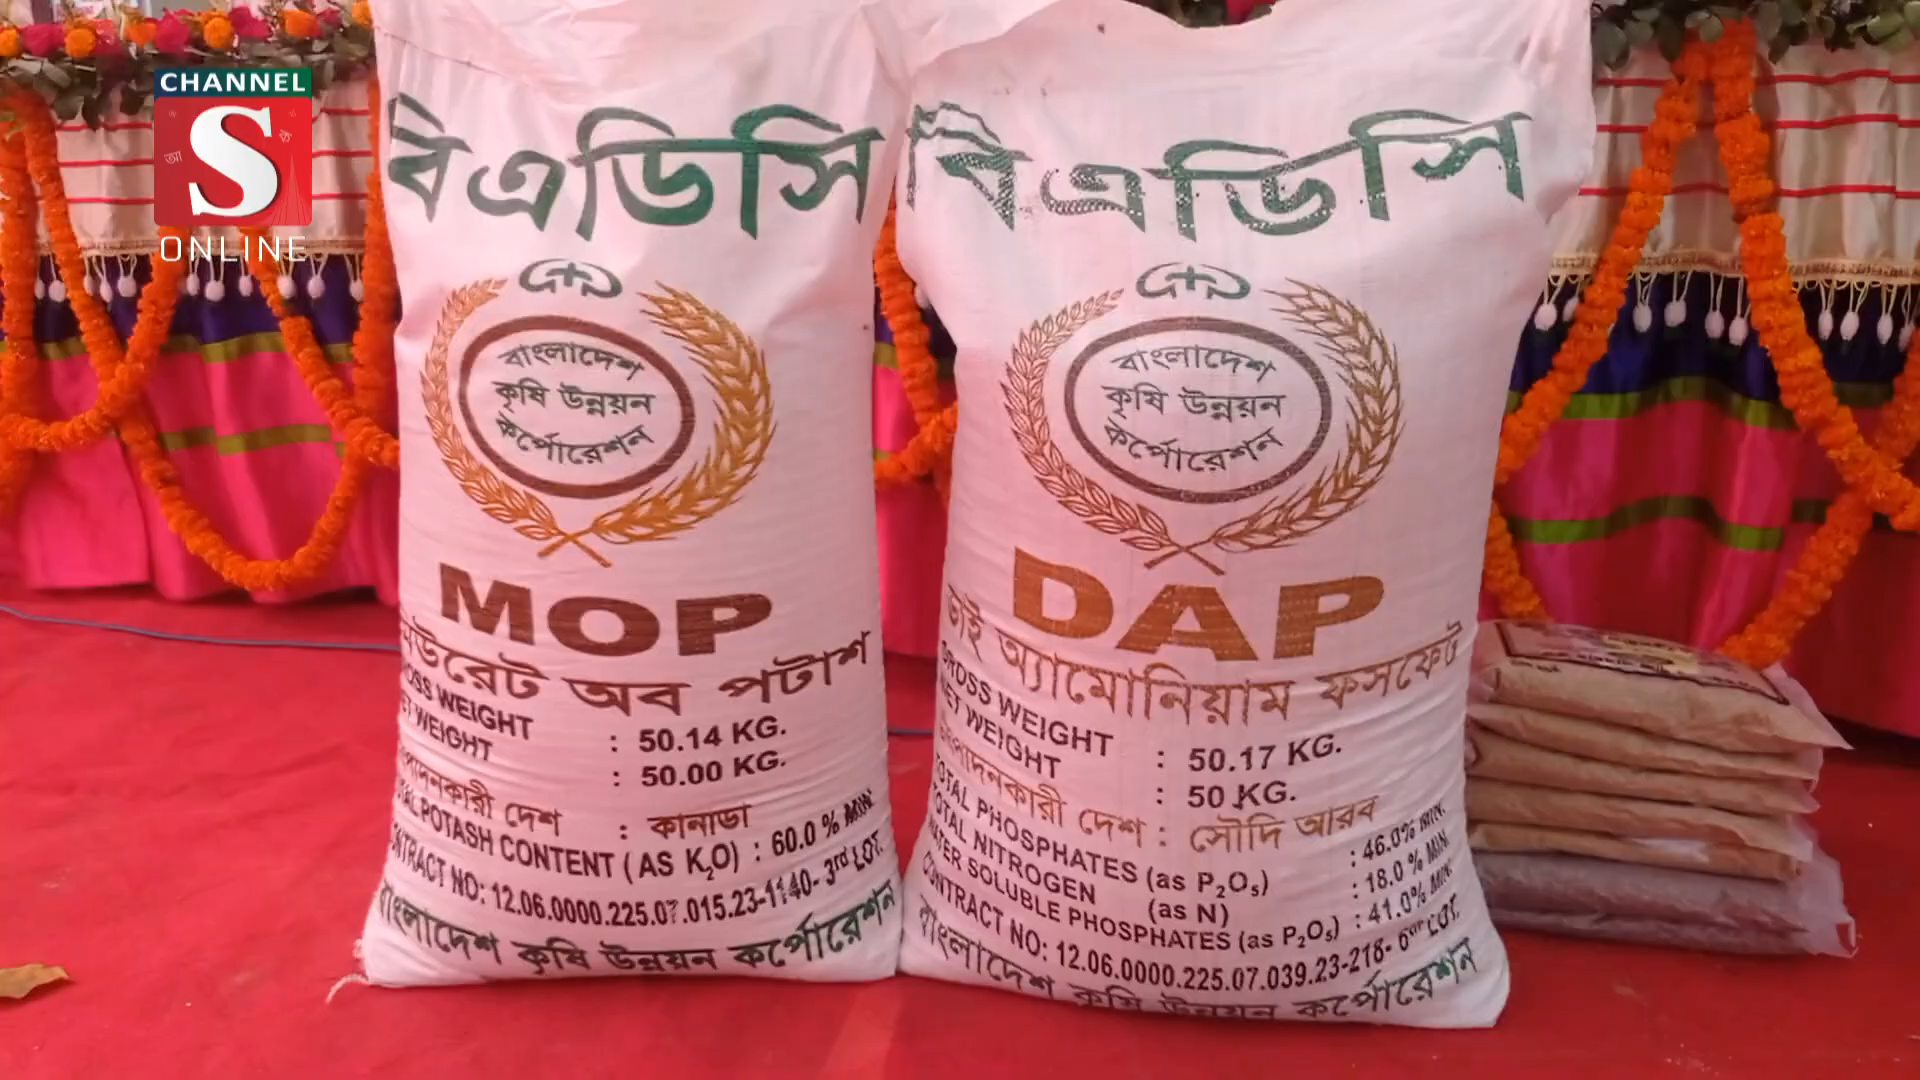 CHANNEL
S
ONLINE
বিএডিসি
বাংলাদেশ
কৃষি উন্নয়ন
কর্পোরেশন
MOP
মিউরেট অব পটাশ
GROSS WEIGHT : 50.14 KG.
NET WEIGHT : 50.00 KG.
উৎপাদনকারী দেশ : কানাডা
TOTAL POTASH CONTENT (AS K₂O) : 60.0 % MIN.
CONTRACT NO: 12.06.0000.225.07.015.23-1140- 3rd LOT.
বাংলাদেশ কৃষি উন্নয়ন কর্পোরেশন
বিএডিসি
বাংলাদেশ
কৃষি উন্নয়ন
কর্পোরেশন
DAP
ডাই অ্যামোনিয়াম ফসফেট
GROSS WEIGHT : 50.17 KG.
NET WEIGHT : 50 KG.
উৎপাদনকারী দেশ : সৌদি আরব
TOTAL PHOSPHATES (as P₂O₅) : 46.0% MIN.
TOTAL NITROGEN (as N) : 18.0 % MIN.
WATER SOLUBLE PHOSPHATES (as P₂O₅) : 41.0% MIN.
CONTRACT NO: 12.06.0000.225.07.039.23-218- 6th LOT.
বাংলাদেশ কৃষি উন্নয়ন কর্পোরেশন